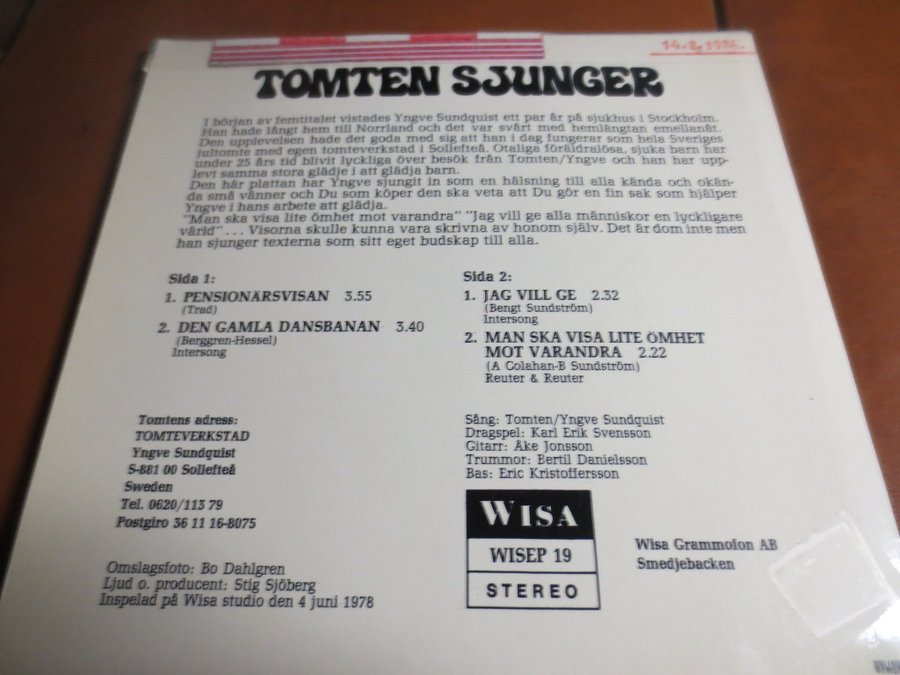 14.8.1986.
TOMTEN SJUNGER
I början av femtitalet vistades Yngve Sundquist ett par år på sjukhus i Stockholm.
Han hade långt hem till Norrland och det var svårt med hemlängtan emellanåt.
Den upplevelsen hade det goda med sig att han i dag fungerar som hela Sveriges
jultomte med egen tomteverkstad i Sollefteå. Otaliga föräldralösa, sjuka barn har
under 25 års tid blivit lyckliga över besök från Tomten/Yngve och han har upp-
levt samma stora glädje i att glädja barn.
Den här plattan har Yngve sjungit in som en hälsning till alla kända och okän-
da små vänner och Du som köper den ska veta att Du gör en fin sak som hjälper
Yngve i hans arbete att glädja.
"Man ska visa lite ömhet mot varandra" "Jag vill ge alla människor en lyckligare
värld"... Visorna skulle kunna vara skrivna av honom själv. Det är dom inte men
han sjunger texterna som sitt eget budskap till alla.
Sida 1:
1. PENSIONÄRSVISAN 3.55
(Trad)
2. DEN GAMLA DANSBANAN 3.40
(Berggren-Hessel)
Intersong
Sida 2:
1. JAG VILL GE 2.32
(Bengt Sundström)
Intersong
2. MAN SKA VISA LITE ÖMHET
MOT VARANDRA 2.22
(A Colahan-B Sundström)
Reuter & Reuter
Tomtens adress:
TOMTEVERKSTAD
Yngve Sundquist
S-881 00 Sollefteå
Sweden
Tel. 0620/113 79
Postgiro 36 11 16-8075
Sång: Tomten/Yngve Sundquist
Dragspel: Karl Erik Svensson
Gitarr: Åke Jonsson
Trummor: Bertil Danielsson
Bas: Eric Kristoffersson
WISA
WISEP 19
STEREO
Wisa Grammofon AB
Smedjebacken
Omslagsfoto: Bo Dahlgren
Ljud o. producent: Stig Sjöberg
Inspelad på Wisa studio den 4 juni 1978